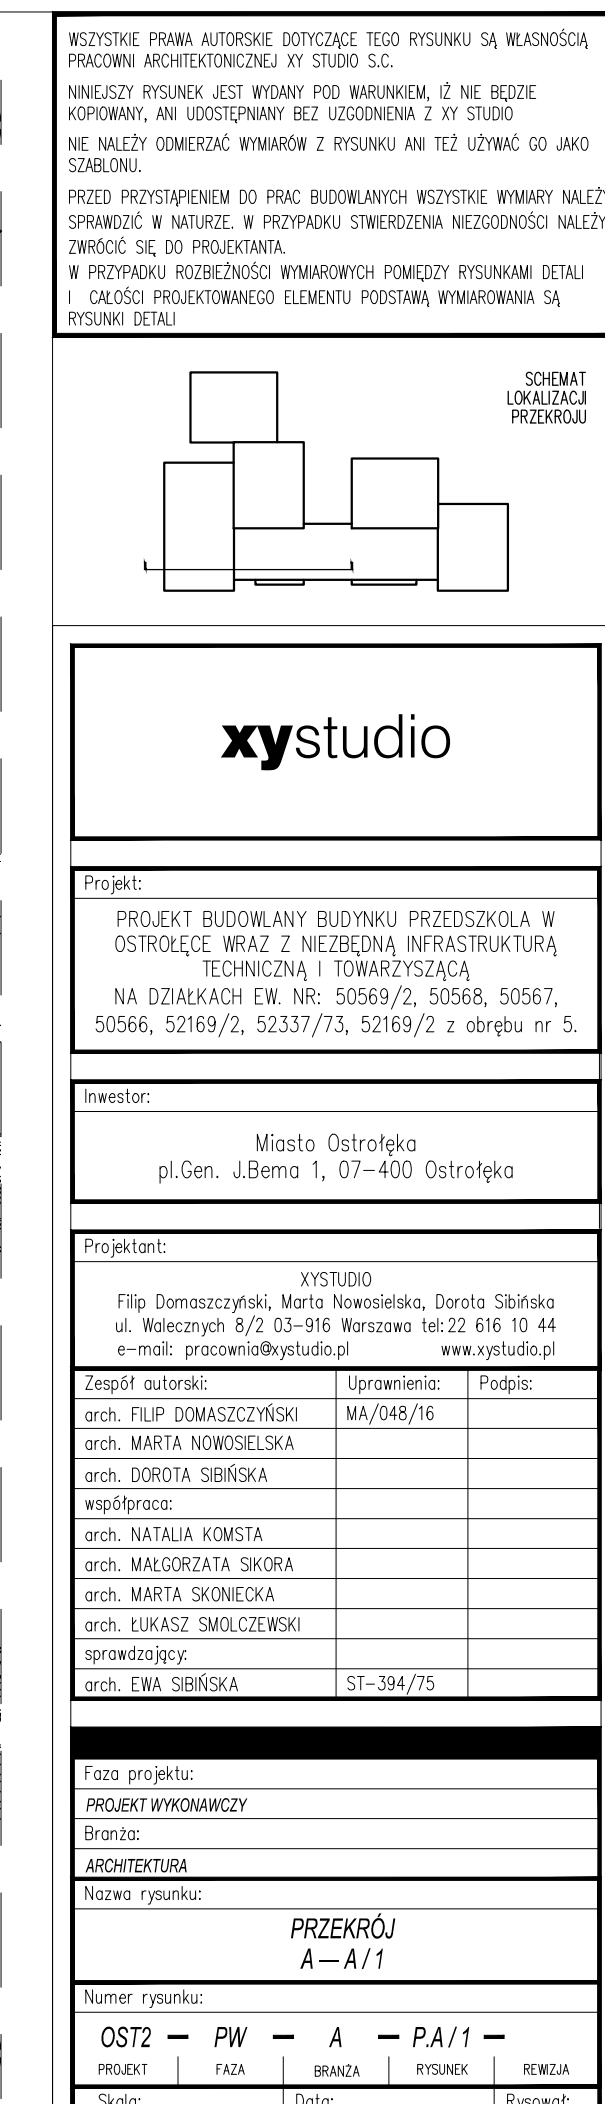 WSZYSTKIE PRAWA AUTORSKIE DOTYCZĄCE TEGO RYSUNKU SĄ WŁASNOŚCIĄ
PRACOWNI ARCHITEKTONICZNEJ XY STUDIO S.C.
NINIEJSZY RYSUNEK JEST WYDANY POD WARUNKIEM, IŻ NIE BĘDZIE
KOPIOWANY, ANI UDOSTĘPNIANY BEZ UZGODNIENIA Z XY STUDIO
NIE NALEŻY ODMIERZAĆ WYMIARÓW Z RYSUNKU ANI TEŻ UŻYWAĆ GO JAKO
SZABLONU.
PRZED PRZYSTĄPIENIEM DO PRAC BUDOWLANYCH WSZYSTKIE WYMIARY NALEŻY
SPRAWDZIĆ W NATURZE. W PRZYPADKU STWIERDZENIA NIEZGODNOŚCI NALEŻY
ZWRÓCIĆ SIĘ DO PROJEKTANTA.
W PRZYPADKU ROZBIEŻNOŚCI WYMIAROWYCH POMIĘDZY RYSUNKAMI DETALI
I CAŁOŚCI PROJEKTOWANEGO ELEMENTU PODSTAWĄ WYMIAROWANIA SĄ
RYSUNKI DETALI
SCHEMAT
LOKALIZACJI
PRZEKROJU
xystudio
Projekt:
PROJEKT BUDOWLANY BUDYNKU PRZEDSZKOLA W
OSTROŁĘCE WRAZ Z NIEZBĘDNĄ INFRASTRUKTURĄ
TECHNICZNĄ I TOWARZYSZĄCĄ
NA DZIAŁKACH EW. NR: 50569/2, 50568, 50567,
50566, 52169/2, 52337/73, 52169/2 z obrębu nr 5.
Inwestor:
Miasto Ostrołęka
pl.Gen. J.Bema 1, 07-400 Ostrołęka
Projektant:
XYSTUDIO
Filip Domaszczyński, Marta Nowosielska, Dorota Sibińska
ul. Walecznych 8/2 03-916 Warszawa tel:22 616 10 44
e-mail: pracownia@xystudio.pl www.xystudio.pl
Zespół autorski: Uprawnienia: Podpis:
arch. FILIP DOMASZCZYŃSKI MA/048/16
arch. MARTA NOWOSIELSKA
arch. DOROTA SIBIŃSKA
współpraca:
arch. NATALIA KOMSTA
arch. MAŁGORZATA SIKORA
arch. MARTA SKONIECKA
arch. ŁUKASZ SMOLCZEWSKI
sprawdzający:
arch. EWA SIBIŃSKA ST-394/75
Faza projektu:
PROJEKT WYKONAWCZY
Branża:
ARCHITEKTURA
Nazwa rysunku:
PRZEKRÓJ
A — A / 1
Numer rysunku:
OST2 — PW — A — P.A / 1 —
PROJEKT FAZA BRANŻA RYSUNEK REWIZJA
Skala: Data: Rysował: